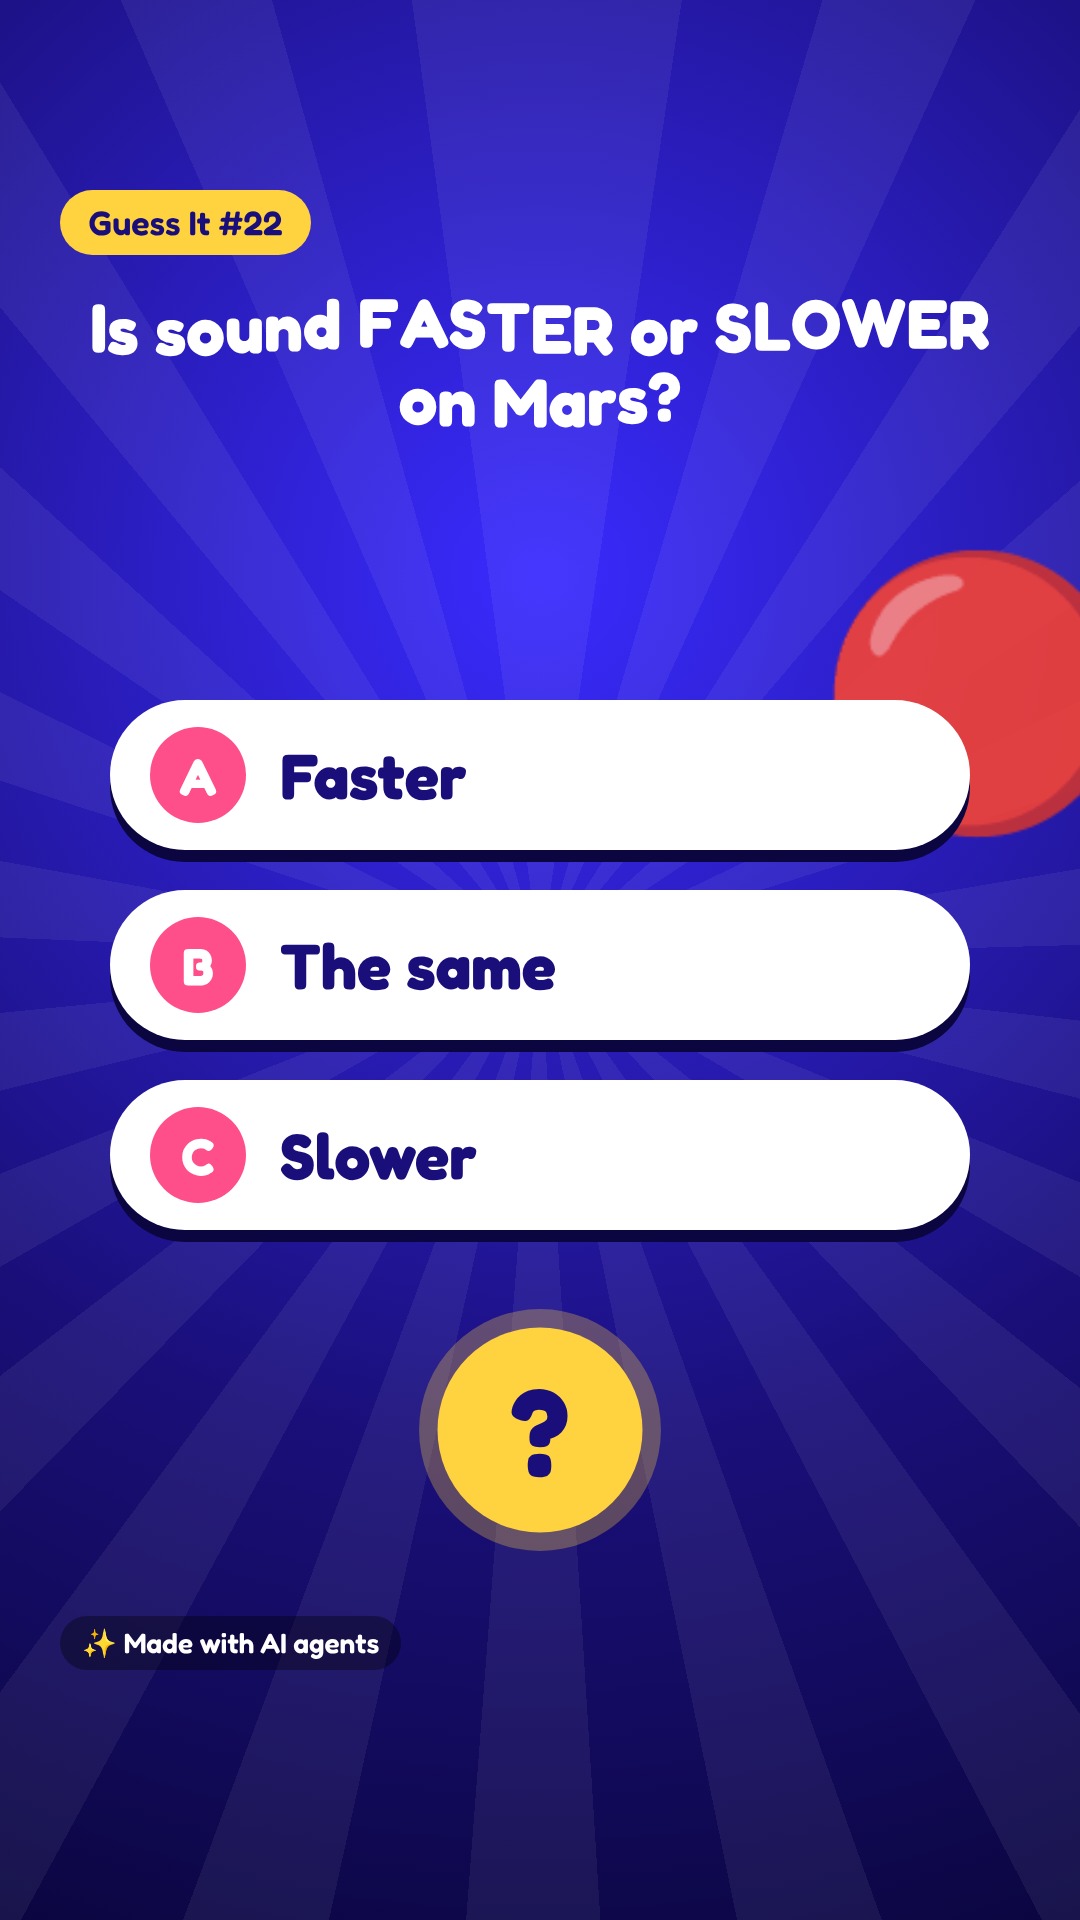 Guess It #22
Is sound FASTER or SLOWER
on Mars?
A Faster
B The same
C Slower
?
✨ Made with AI agents